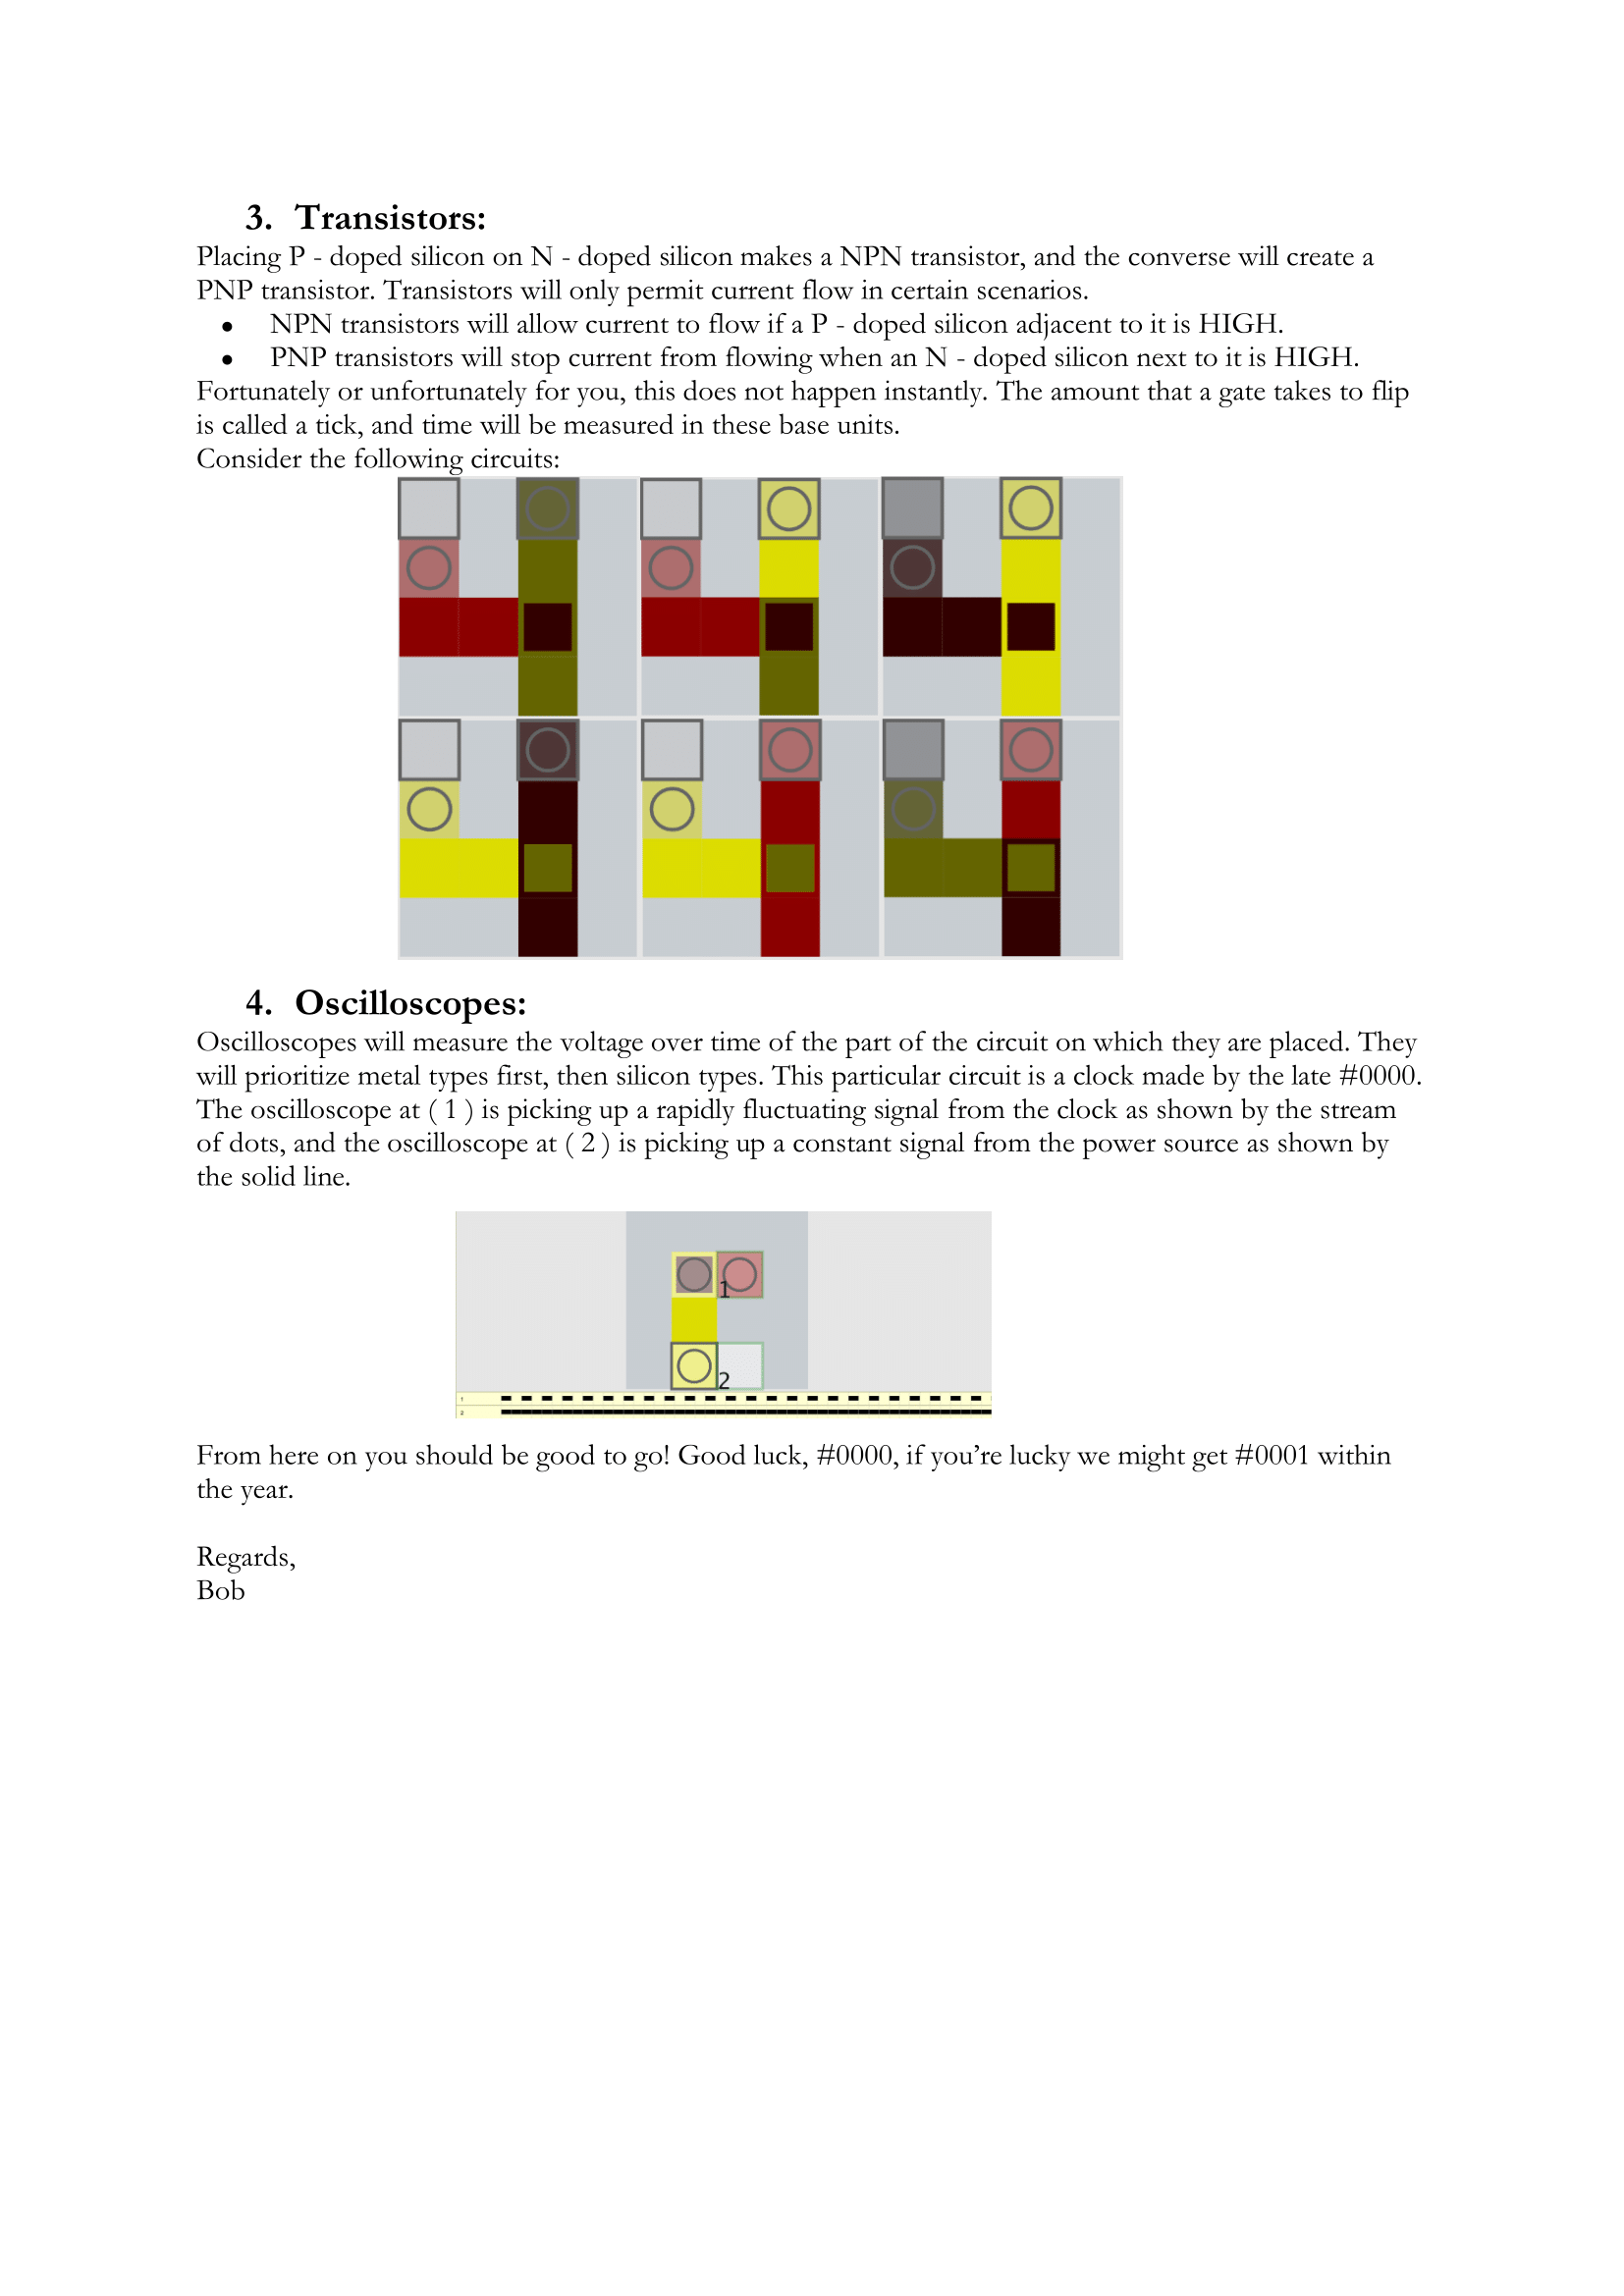 3. Transistors:
Placing P - doped silicon on N - doped silicon makes a NPN transistor, and the converse will create a
PNP transistor. Transistors will only permit current flow in certain scenarios.
● NPN transistors will allow current to flow if a P - doped silicon adjacent to it is HIGH.
● PNP transistors will stop current from flowing when an N - doped silicon next to it is HIGH.
Fortunately or unfortunately for you, this does not happen instantly. The amount that a gate takes to flip
is called a tick, and time will be measured in these base units.
Consider the following circuits:
4. Oscilloscopes:
Oscilloscopes will measure the voltage over time of the part of the circuit on which they are placed. They
will prioritize metal types first, then silicon types. This particular circuit is a clock made by the late #0000.
The oscilloscope at ( 1 ) is picking up a rapidly fluctuating signal from the clock as shown by the stream
of dots, and the oscilloscope at ( 2 ) is picking up a constant signal from the power source as shown by
the solid line.
1
2
1
2
From here on you should be good to go! Good luck, #0000, if you’re lucky we might get #0001 within
the year.
Regards,
Bob